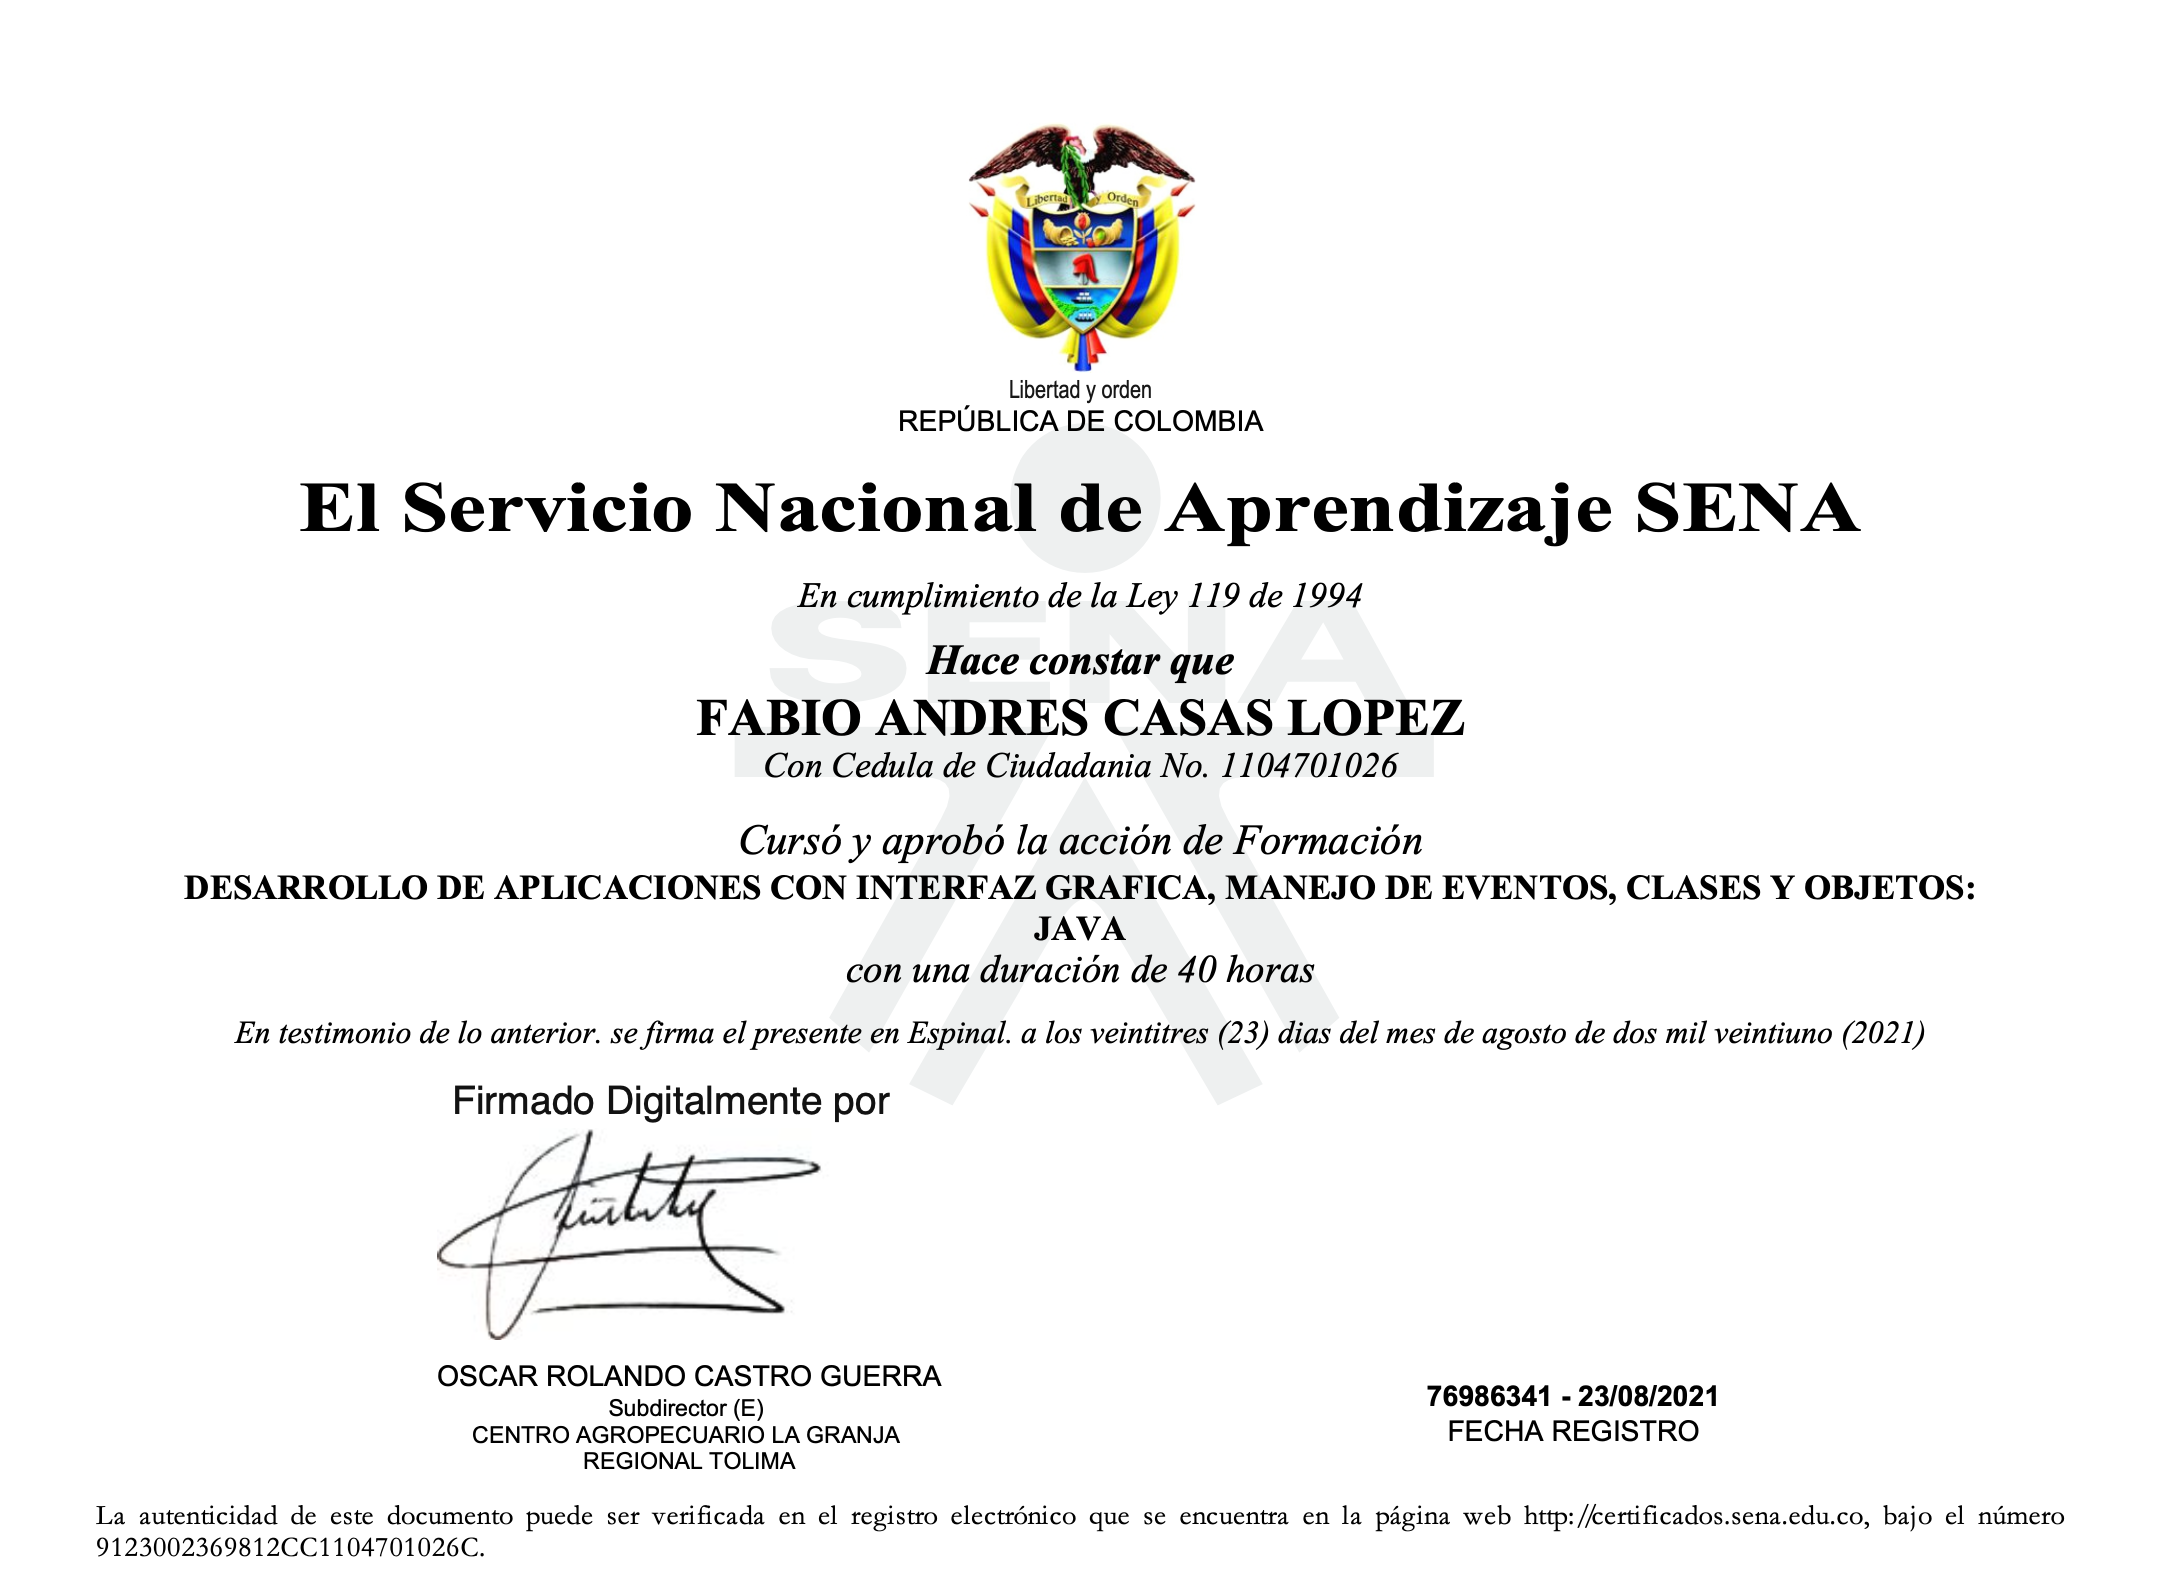 Libertad y Orden
Libertad y orden
REPÚBLICA DE COLOMBIA
El Servicio Nacional de Aprendizaje SENA
En cumplimiento de la Ley 119 de 1994
SENA
Hace constar que
FABIO ANDRES CASAS LOPEZ
Con Cedula de Ciudadania No. 1104701026
Cursó y aprobó la acción de Formación
DESARROLLO DE APLICACIONES CON INTERFAZ GRAFICA, MANEJO DE EVENTOS, CLASES Y OBJETOS:
JAVA
con una duración de 40 horas
En testimonio de lo anterior. se firma el presente en Espinal. a los veintitres (23) dias del mes de agosto de dos mil veintiuno (2021)
Firmado Digitalmente por
OSCAR ROLANDO CASTRO GUERRA
Subdirector (E)
CENTRO AGROPECUARIO LA GRANJA
REGIONAL TOLIMA
76986341 - 23/08/2021
FECHA REGISTRO
La autenticidad de este documento puede ser verificada en el registro electrónico que se encuentra en la página web http://certificados.sena.edu.co, bajo el número
9123002369812CC1104701026C.